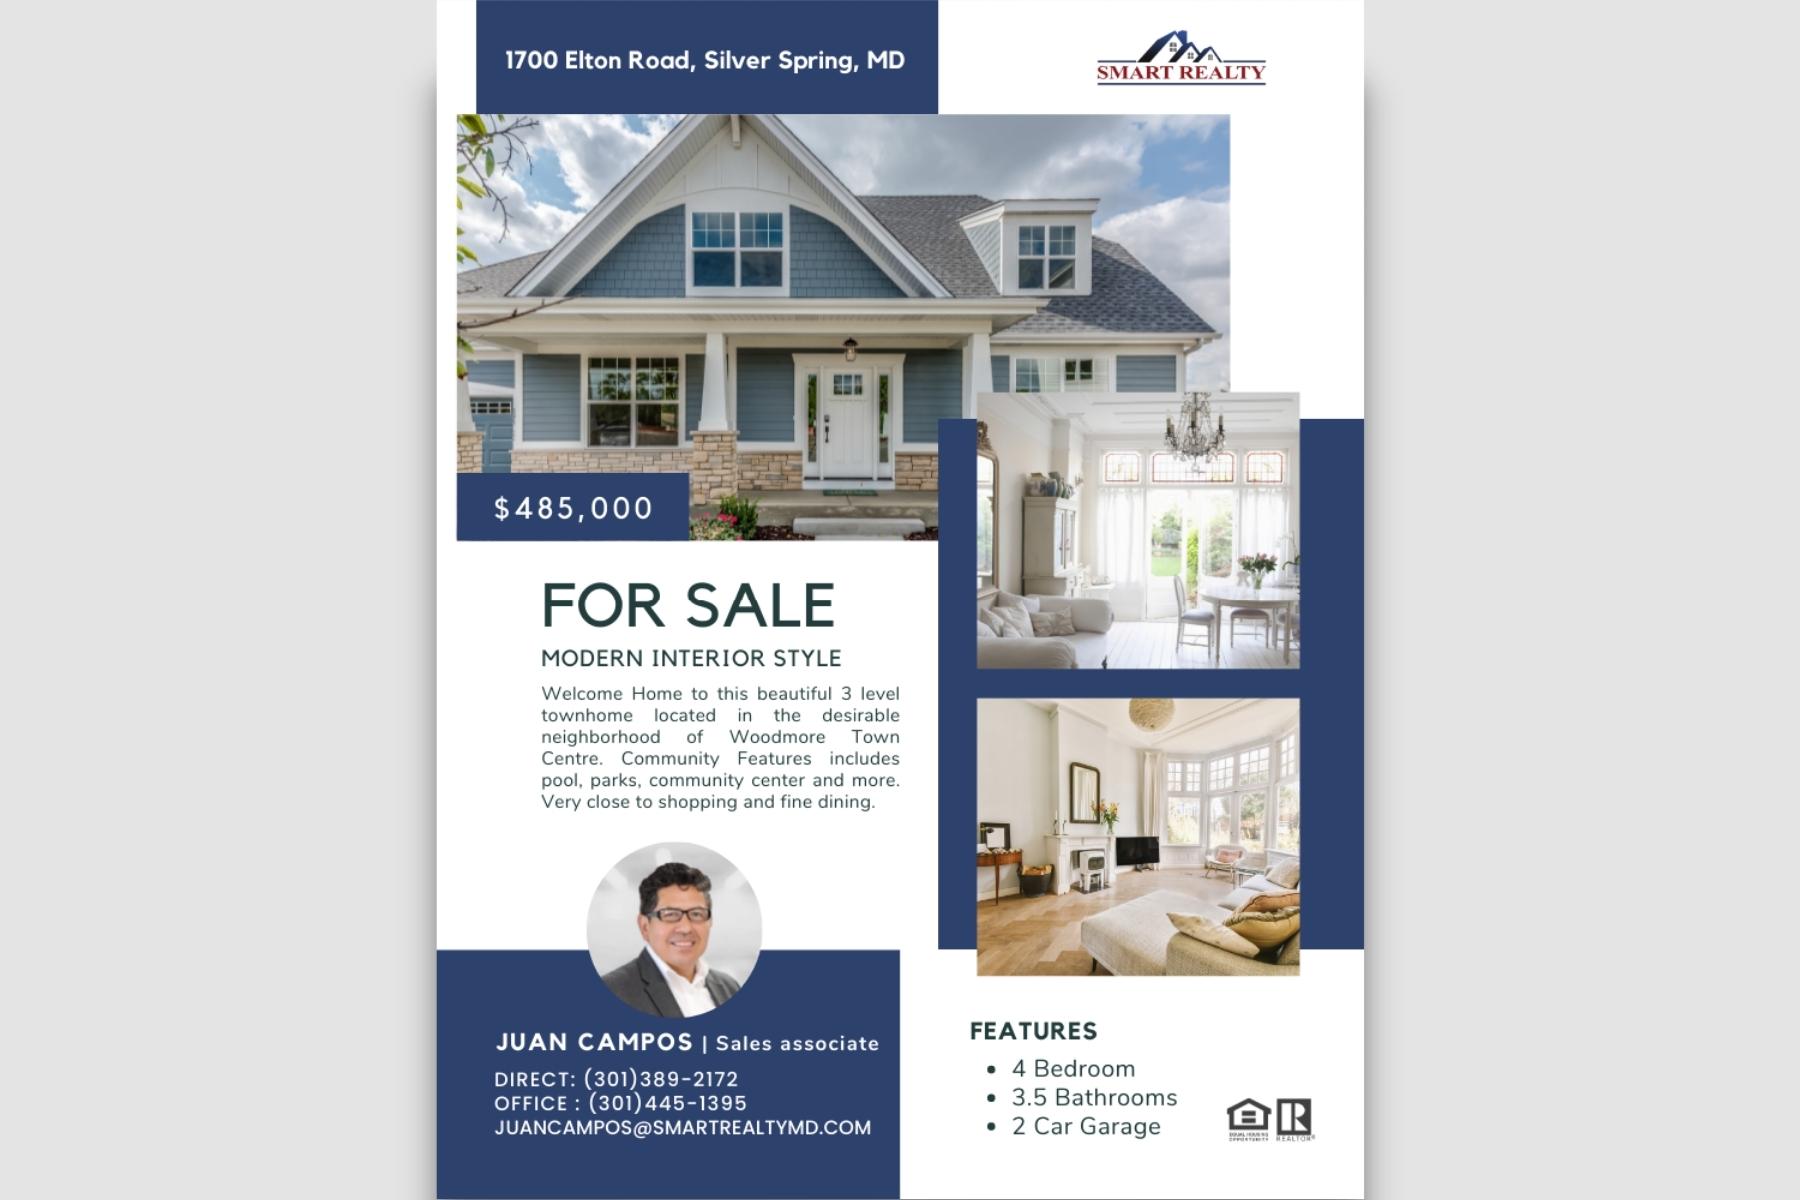 1700 Elton Road, Silver Spring, MD
SMART REALTY
$485,000
FOR SALE
MODERN INTERIOR STYLE
Welcome Home to this beautiful 3 level
townhome located in the desirable
neighborhood of Woodmore Town
Centre. Community Features includes
pool, parks, community center and more.
Very close to shopping and fine dining.
JUAN CAMPOS | Sales associate
DIRECT: (301)389-2172
OFFICE : (301)445-1395
JUANCAMPOS@SMARTREALTYMD.COM
FEATURES
• 4 Bedroom
• 3.5 Bathrooms
• 2 Car Garage
EQUAL HOUSING
OPPORTUNITY
REALTOR®